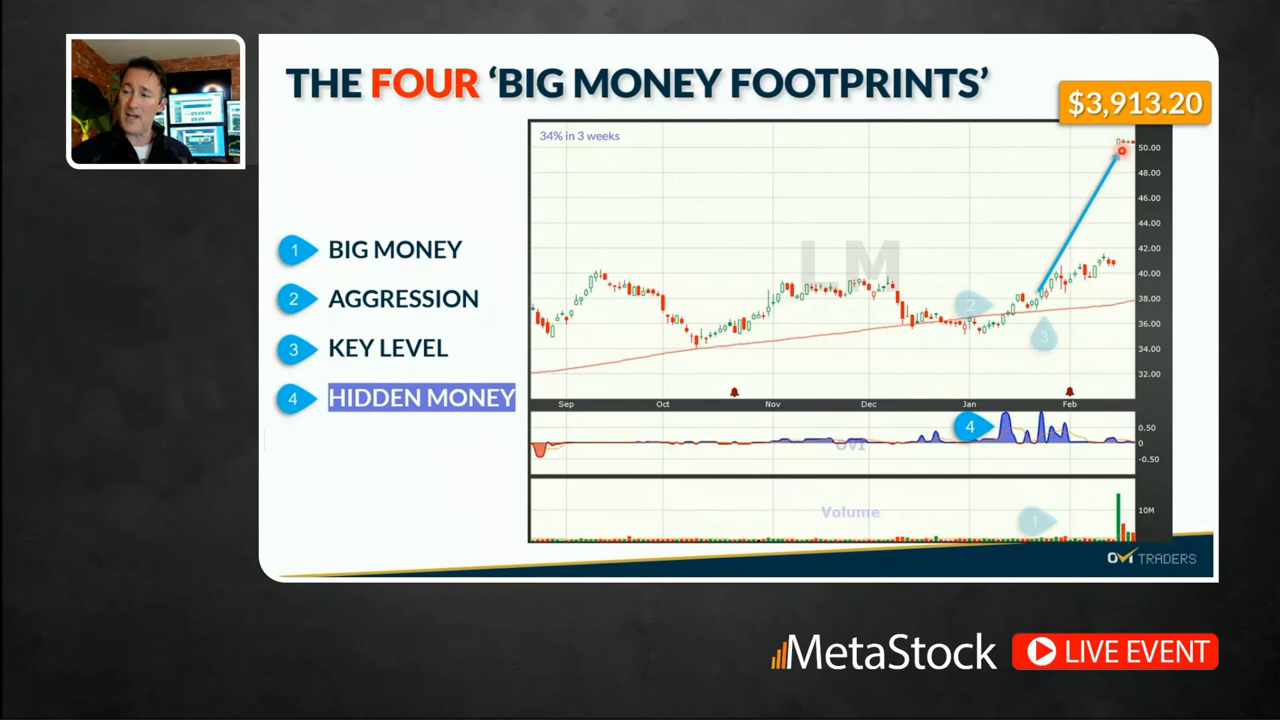 THE FOUR ‘BIG MONEY FOOTPRINTS’
$3,913.20
34% in 3 weeks
50.00
48.00
46.00
44.00
42.00
40.00
38.00
36.00
34.00
32.00
LM
1 BIG MONEY
2 AGGRESSION
3 KEY LEVEL
4 HIDDEN MONEY
2
3
Sep Oct Nov Dec Jan Feb
4
0.50
0
-0.50
OVI
Volume
1
10M
OVI TRADERS
MetaStock
LIVE EVENT